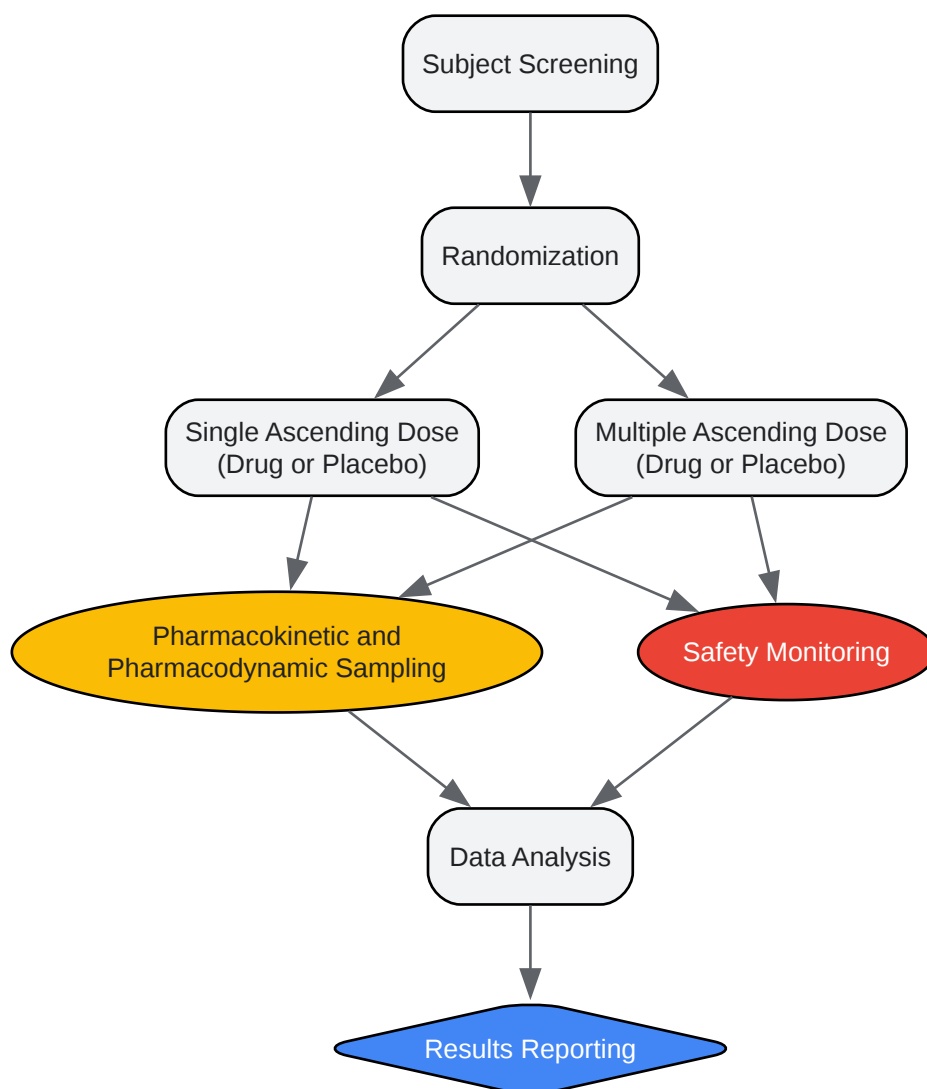 Subject Screening
Randomization
Single Ascending Dose
(Drug or Placebo)
Multiple Ascending Dose
(Drug or Placebo)
Pharmacokinetic and
Pharmacodynamic Sampling
Safety Monitoring
Data Analysis
Results Reporting